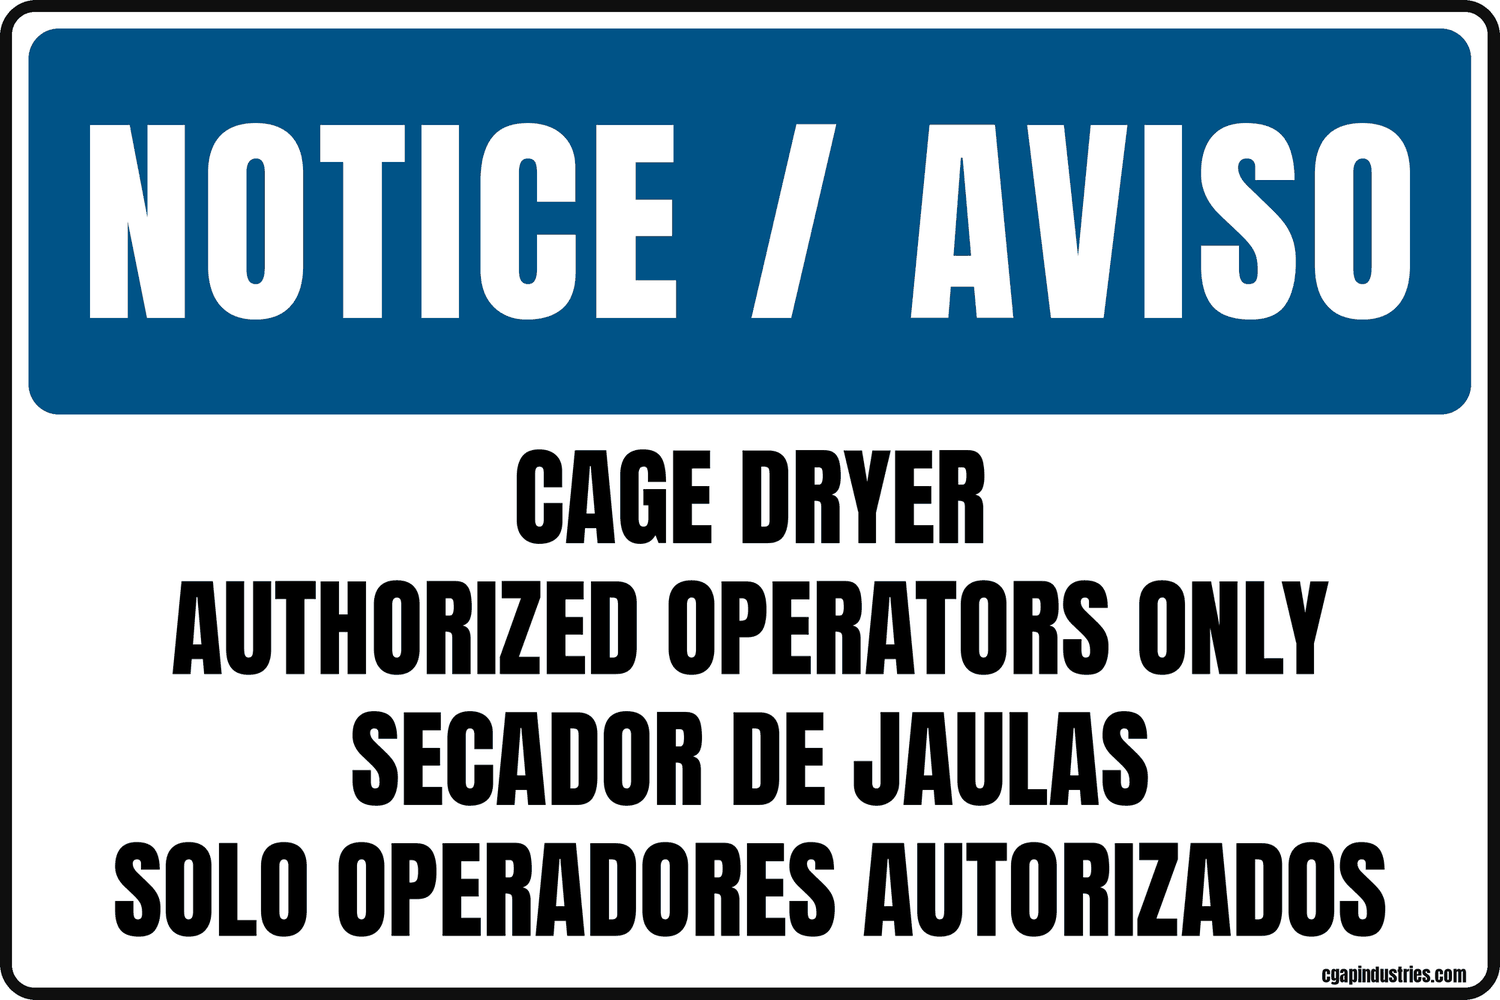 NOTICE / AVISO
CAGE DRYER
AUTHORIZED OPERATORS ONLY
SECADOR DE JAULAS
SOLO OPERADORES AUTORIZADOS
cgapindustries.com